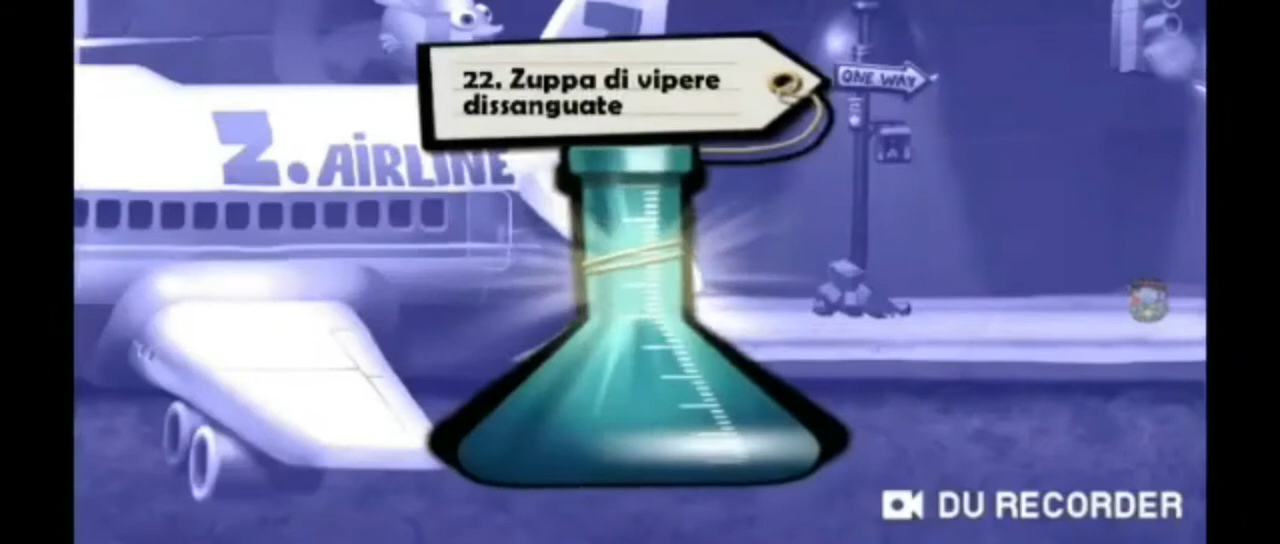 22. Zuppa di vipere
dissanguate
ONE WAY
Z. AIRLINE
DU RECORDER